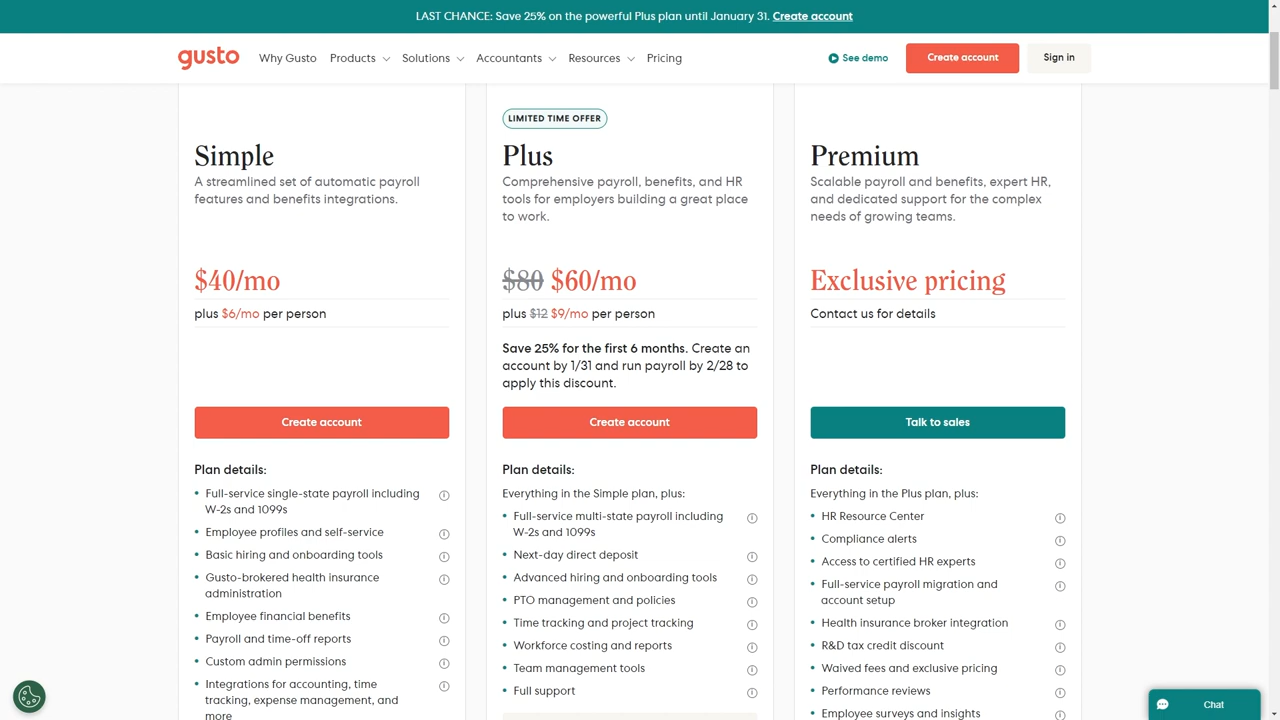 LAST CHANCE: Save 25% on the powerful Plus plan until January 31. Create account
gusto
Why Gusto
Products
Solutions
Accountants
Resources
Pricing
See demo
Create account
Sign in
Simple
A streamlined set of automatic payroll
features and benefits integrations.
$40/mo
plus $6/mo per person
Create account
Plan details:
Full-service single-state payroll including
W-2s and 1099s
Employee profiles and self-service
Basic hiring and onboarding tools
Gusto-brokered health insurance
administration
Employee financial benefits
Payroll and time-off reports
Custom admin permissions
Integrations for accounting, time
tracking, expense management, and
more
LIMITED TIME OFFER
Plus
Comprehensive payroll, benefits, and HR
tools for employers building a great place
to work.
$80 $60/mo
plus $12 $9/mo per person
Save 25% for the first 6 months. Create an
account by 1/31 and run payroll by 2/28 to
apply this discount.
Create account
Plan details:
Everything in the Simple plan, plus:
Full-service multi-state payroll including
W-2s and 1099s
Next-day direct deposit
Advanced hiring and onboarding tools
PTO management and policies
Time tracking and project tracking
Workforce costing and reports
Team management tools
Full support
Premium
Scalable payroll and benefits, expert HR,
and dedicated support for the complex
needs of growing teams.
Exclusive pricing
Contact us for details
Talk to sales
Plan details:
Everything in the Plus plan, plus:
HR Resource Center
Compliance alerts
Access to certified HR experts
Full-service payroll migration and
account setup
Health insurance broker integration
R&D tax credit discount
Waived fees and exclusive pricing
Performance reviews
Employee surveys and insights
Chat